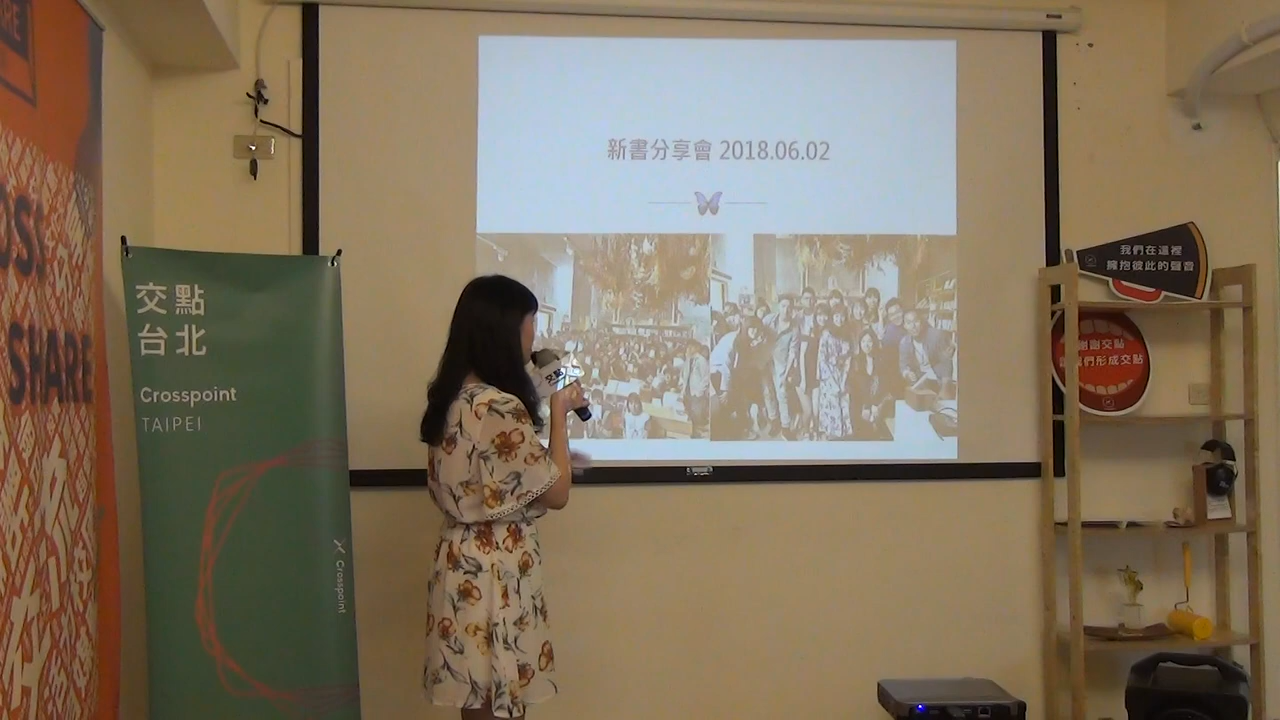 新書分享會 2018.06.02
交點
台北
Crosspoint
TAIPEI
Crosspoint
SHARE
交點
我們在這裡
擁抱彼此的聲音
謝謝交點
我們形成交點